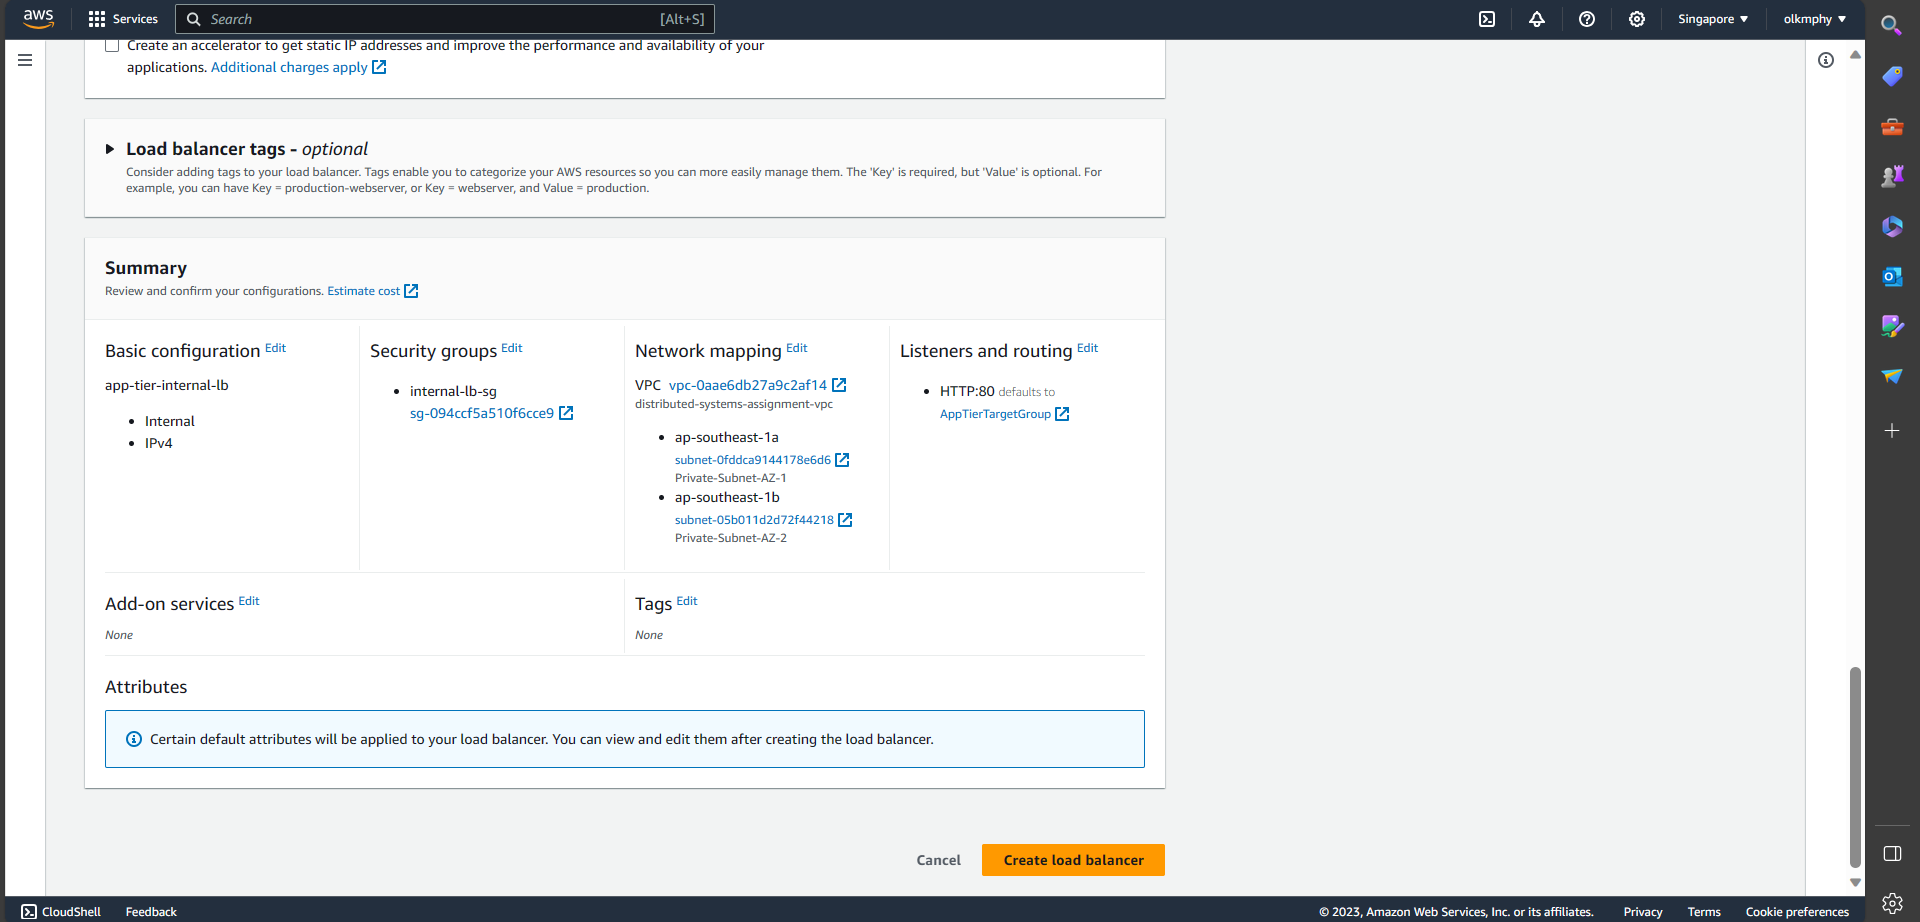 aws
Services
Search
[Alt+S]
Singapore
olkmphy
Create an accelerator to get static IP addresses and improve the performance and availability of your
applications. Additional charges apply
Load balancer tags - optional
Consider adding tags to your load balancer. Tags enable you to categorize your AWS resources so you can more easily manage them. The 'Key' is required, but 'Value' is optional. For
example, you can have Key = production-webserver, or Key = webserver, and Value = production.
Summary
Review and confirm your configurations. Estimate cost
Basic configuration Edit
app-tier-internal-lb
• Internal
• IPv4
Security groups Edit
• internal-lb-sg
sg-094ccf5a510f6cce9
Network mapping Edit
VPC vpc-0aae6db27a9c2af14
distributed-systems-assignment-vpc
• ap-southeast-1a
subnet-0fddca9144178e6d6
Private-Subnet-AZ-1
• ap-southeast-1b
subnet-05b011d2d72f44218
Private-Subnet-AZ-2
Listeners and routing Edit
• HTTP:80 defaults to
AppTierTargetGroup
Add-on services Edit
None
Tags Edit
None
Attributes
Certain default attributes will be applied to your load balancer. You can view and edit them after creating the load balancer.
Cancel
Create load balancer
CloudShell
Feedback
© 2023, Amazon Web Services, Inc. or its affiliates.
Privacy
Terms
Cookie preferences